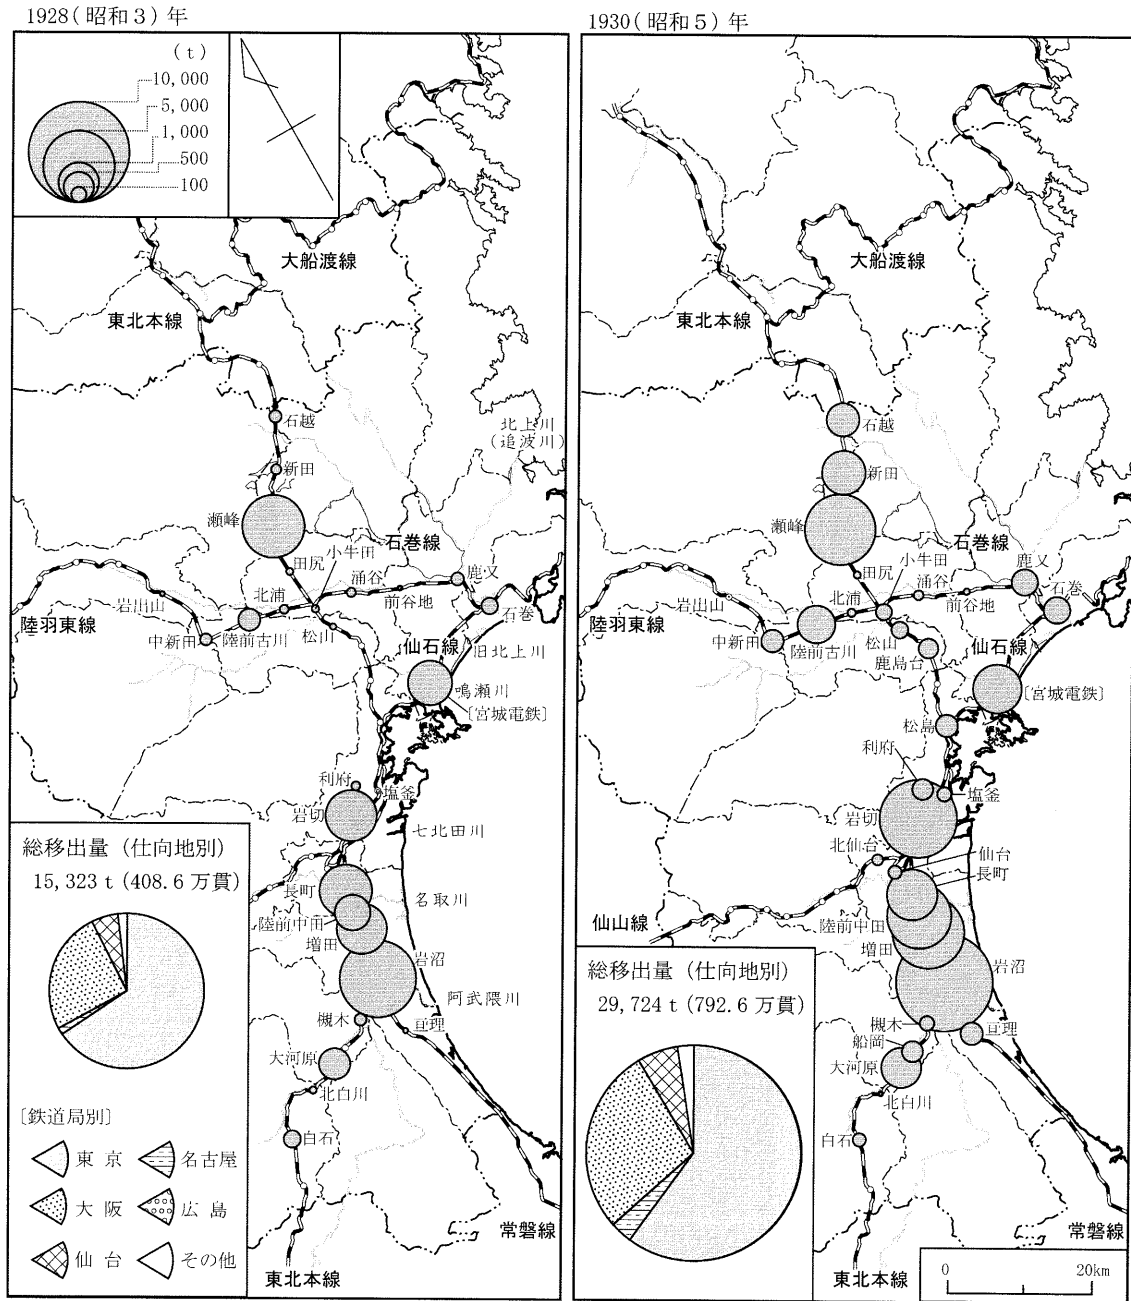 1928(昭和3)年
(t)
10,000
5,000
1,000
500
100
大船渡線
東北本線
石越
北上川
(追波川)
新田
瀬峰
小牛田
石巻線
田尻
涌谷
鹿又
北浦
前谷地
石巻
岩出山
陸羽東線
中新田
陸前古川
松山
仙石線
旧北上川
鳴瀬川
〔宮城電鉄〕
利府
塩釜
岩切
七北田川
長町
名取川
陸前中田
増田
岩沼
阿武隈川
槻木
亘理
大河原
北白川
白石
常磐線
東北本線
総移出量(仕向地別)
15,323 t (408.6 万貫)
〔鉄道局別〕
東京
名古屋
大阪
広島
仙台
その他
1930(昭和5)年
大船渡線
東北本線
石越
新田
瀬峰
小牛田
石巻線
田尻
涌谷
鹿又
北浦
前谷地
石巻
岩出山
陸羽東線
中新田
陸前古川
松山
鹿島台
仙石線
〔宮城電鉄〕
松島
利府
塩釜
岩切
北仙台
仙台
長町
陸前中田
仙山線
増田
岩沼
槻木
亘理
船岡
大河原
北白川
白石
常磐線
東北本線
総移出量(仕向地別)
29,724 t (792.6 万貫)
0
20km